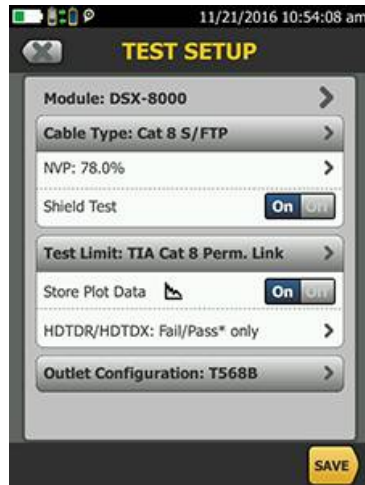 11/21/2016 10:54:08 am
TEST SETUP
Module: DSX-8000
Cable Type: Cat 8 S/FTP
NVP: 78.0%
Shield Test On Off
Test Limit: TIA Cat 8 Perm. Link
Store Plot Data On Off
HDTDR/HDTDX: Fail/Pass* only
Outlet Configuration: T568B
SAVE